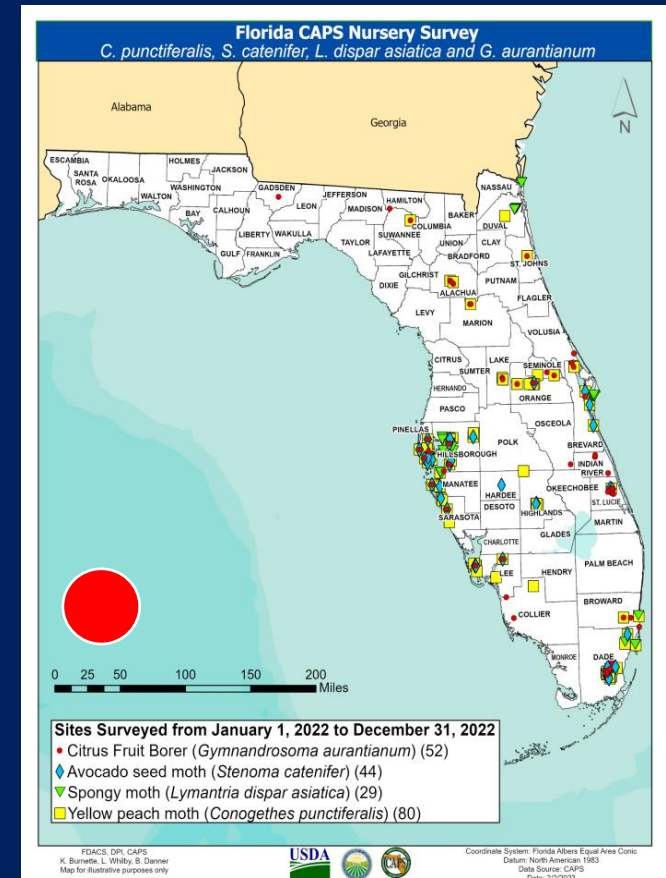 Florida CAPS Nursery Survey
C. punctiferalis, S. catenifer, L. dispar asiatica and G. aurantianum
Alabama
Georgia
N
ESCAMBIA
SANTA ROSA
OKALOOSA
WALTON
HOLMES
WASHINGTON
BAY
JACKSON
CALHOUN
GULF
GADSDEN
LIBERTY
FRANKLIN
LEON
WAKULLA
JEFFERSON
MADISON
TAYLOR
HAMILTON
SUWANNEE
LAFAYETTE
DIXIE
COLUMBIA
GILCHRIST
BAKER
UNION
BRADFORD
ALACHUA
LEVY
NASSAU
DUVAL
CLAY
ST. JOHNS
PUTNAM
FLAGLER
MARION
VOLUSIA
CITRUS
SUMTER
LAKE
SEMINOLE
HERNANDO
ORANGE
PASCO
OSCEOLA
PINELLAS
HILLSBOROUGH
POLK
BREVARD
INDIAN RIVER
MANATEE
HARDEE
OKEECHOBEE
ST. LUCIE
SARASOTA
DESOTO
HIGHLANDS
MARTIN
CHARLOTTE
GLADES
LEE
HENDRY
PALM BEACH
COLLIER
BROWARD
MONROE
DADE
0 25 50 100 150 200
Miles
Sites Surveyed from January 1, 2022 to December 31, 2022
Citrus Fruit Borer (Gymnandrosoma aurantianum) (52)
Avocado seed moth (Stenoma catenifer) (44)
Spongy moth (Lymantria dispar asiatica) (29)
Yellow peach moth (Conogethes punctiferalis) (80)
FDACS, DPI, CAPS
K. Burnette, L. Whilby, B. Danner
Map for illustrative purposes only
USDA
CAPS
Coordinate System: Florida Albers Equal Area Conic
Datum: North American 1983
Data Source: CAPS
Date: 2/2/2023